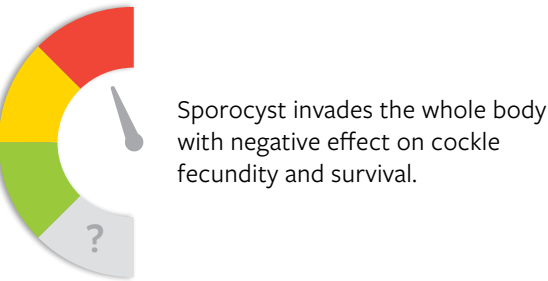 Sporocyst invades the whole body
with negative effect on cockle
fecundity and survival.
?